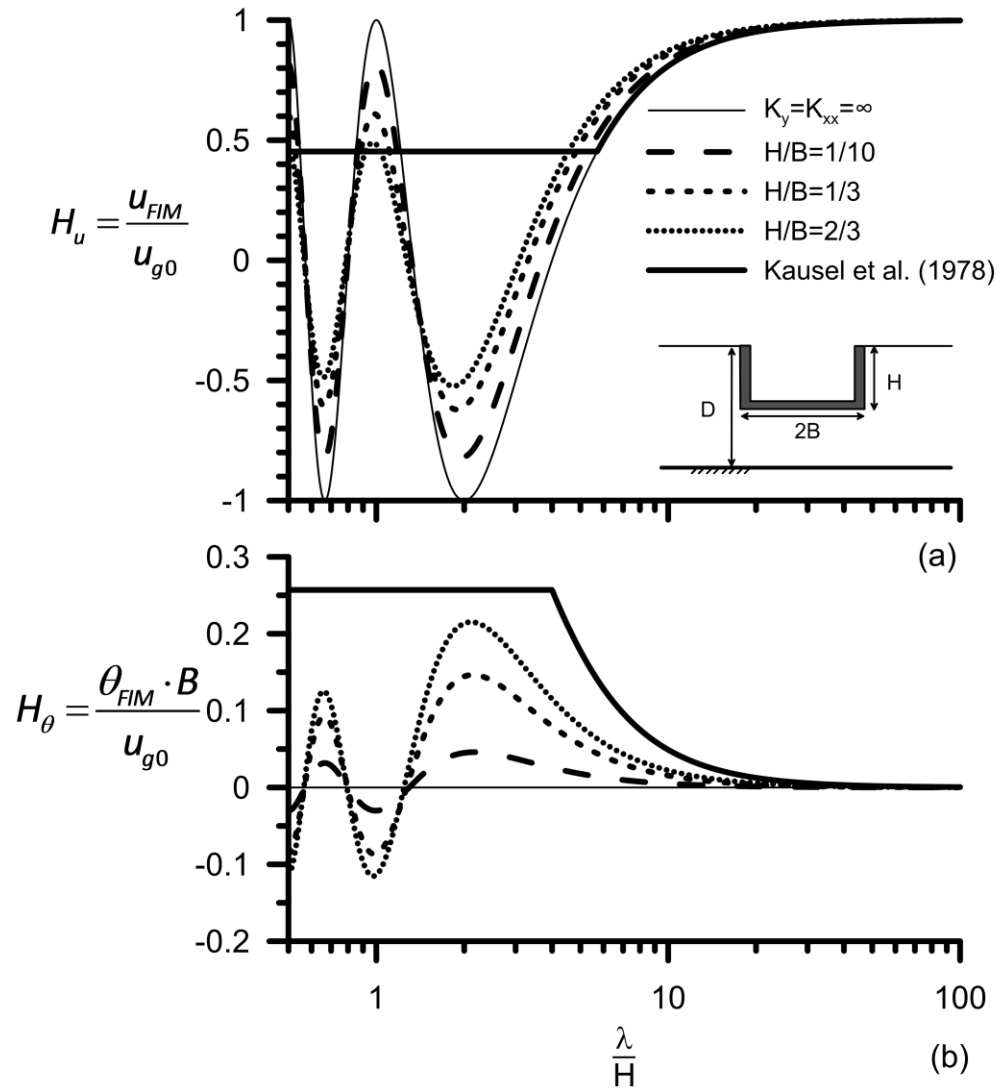 1
0.5
0
-0.5
-1
H_u = u_FIM / u_g0
K_y=K_xx=∞
H/B=1/10
H/B=1/3
H/B=2/3
Kausel et al. (1978)
D
H
2B
(a)
0.3
0.2
0.1
0
-0.1
-0.2
H_θ = θ_FIM · B / u_g0
1
10
100
λ/H
(b)